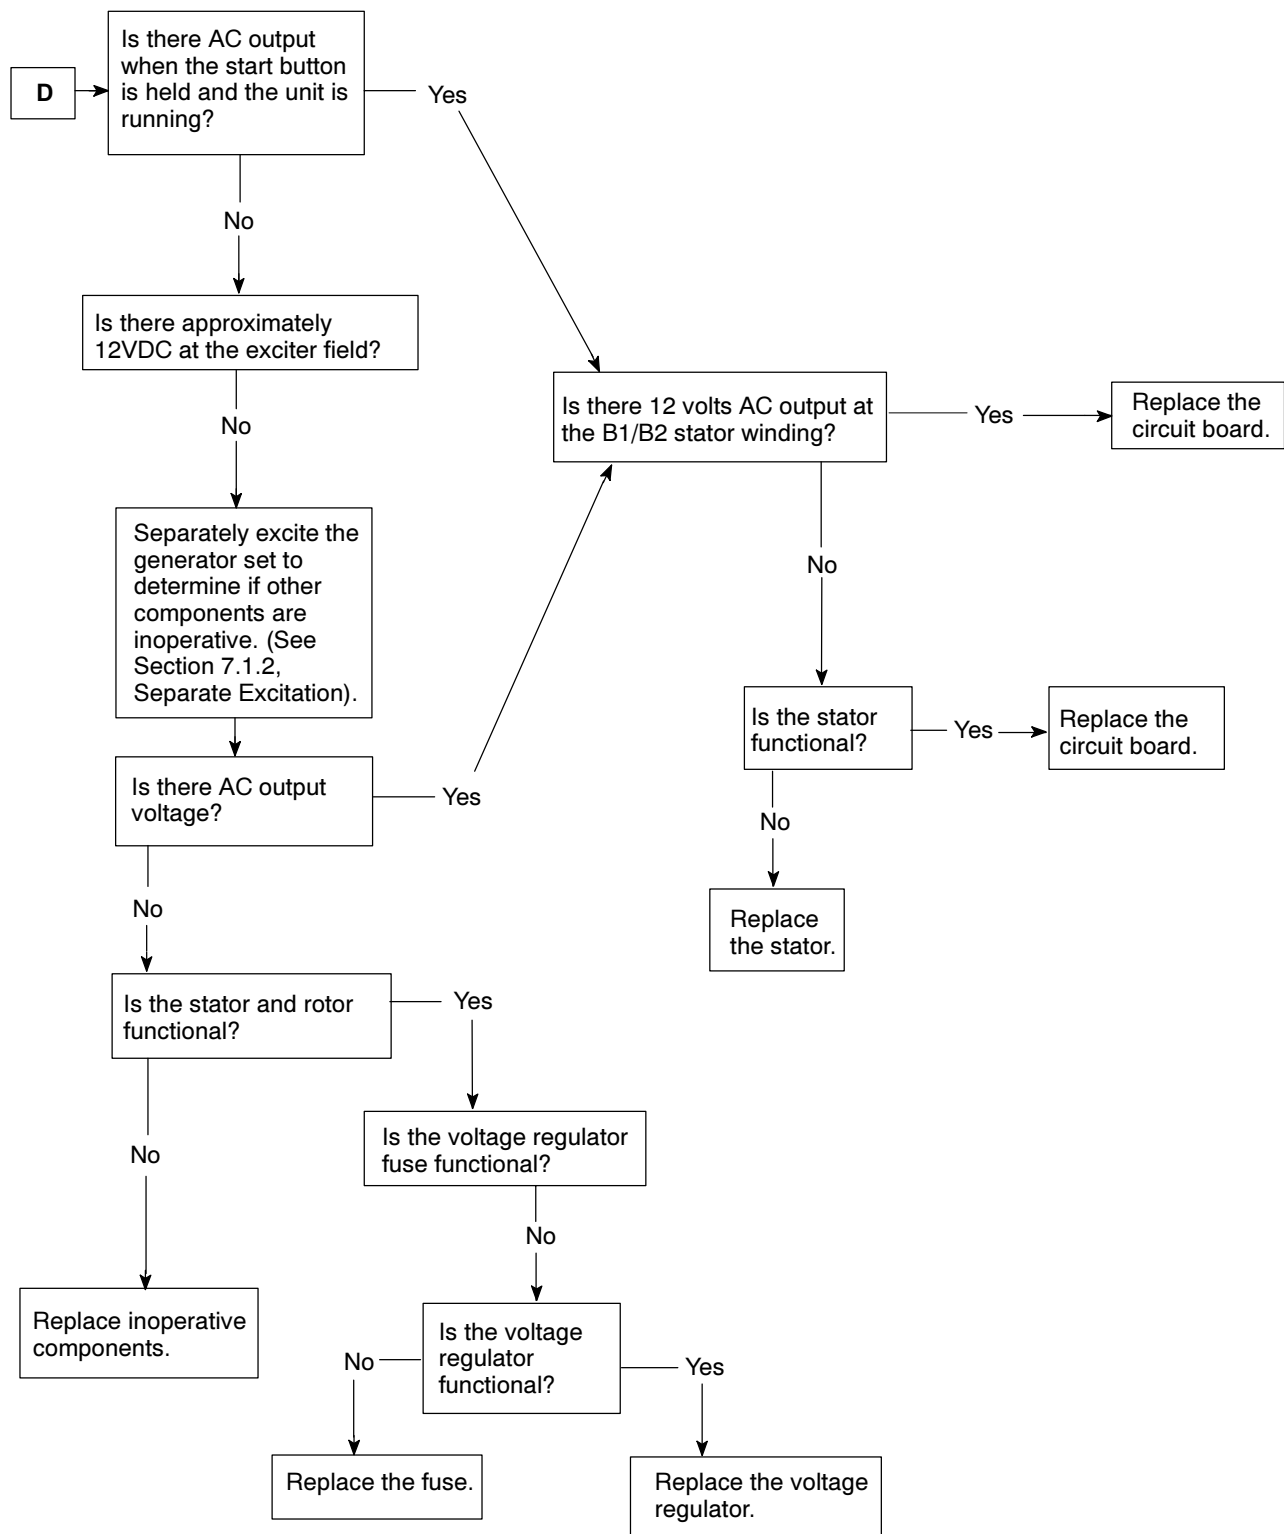 D
Is there AC output
when the start button
is held and the unit is
running?
Yes
No
Is there approximately
12VDC at the exciter field?
No
Separately excite the
generator set to
determine if other
components are
inoperative. (See
Section 7.1.2,
Separate Excitation).
Is there AC output
voltage?
Yes
No
Is the stator and rotor
functional?
Yes
No
Replace inoperative
components.
Is the voltage regulator
fuse functional?
No
Is the voltage
regulator
functional?
No
Yes
Replace the fuse.
Replace the voltage
regulator.
Is there 12 volts AC output at
the B1/B2 stator winding?
Yes
Replace the
circuit board.
No
Is the stator
functional?
Yes
Replace the
circuit board.
No
Replace
the stator.